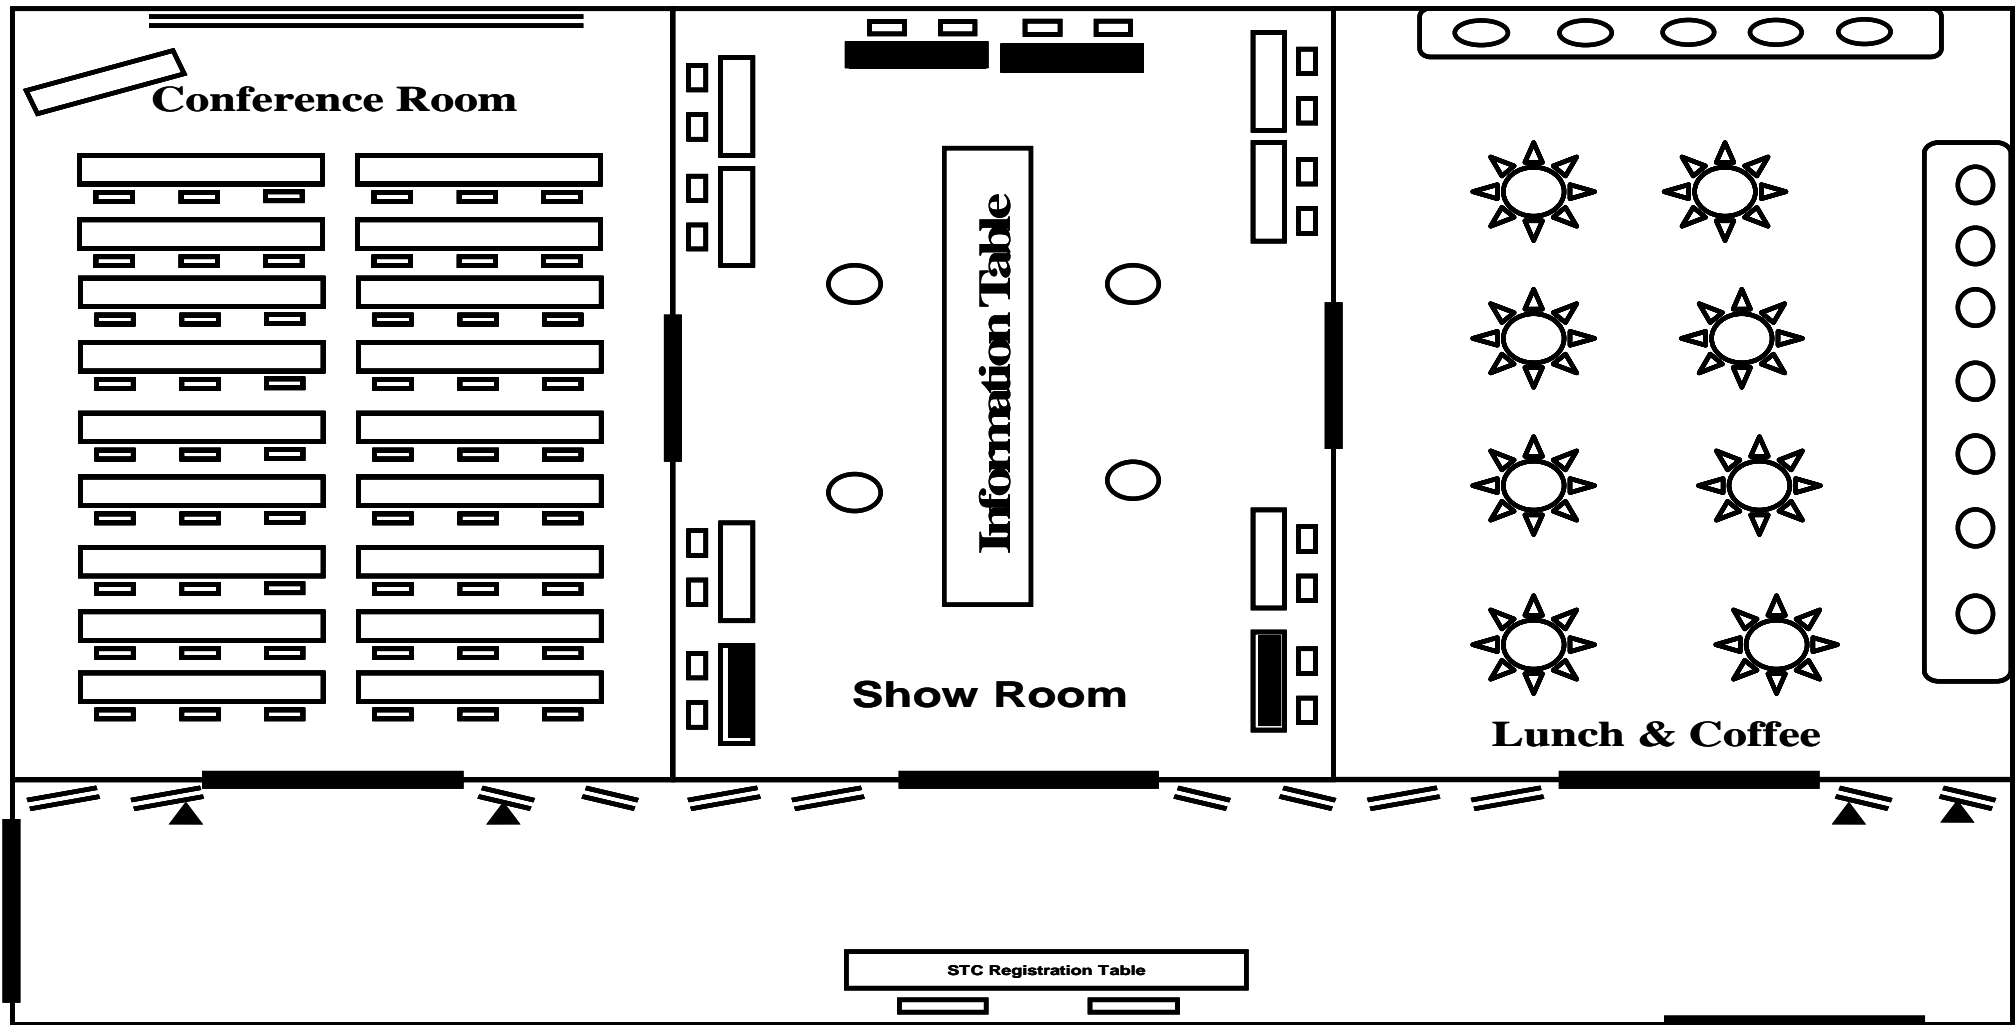 Conference Room
Information Table
Show Room
Lunch & Coffee
STC Registration Table